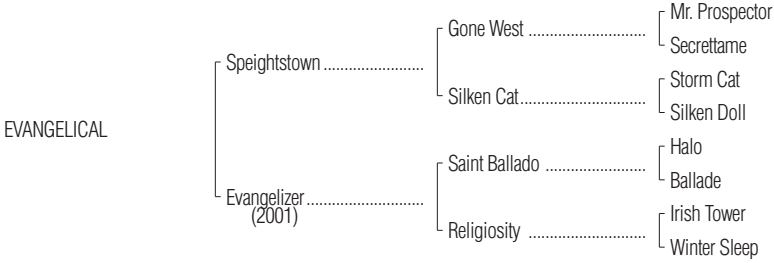 Mr. Prospector
Gone West ..............................
Secrettame
Speightstown .........................
Storm Cat
Silken Cat................................
Silken Doll
EVANGELICAL
Halo
Saint Ballado .........................
Ballade
Evangelizer.............................
(2001)
Irish Tower
Religiosity .............................
Winter Sleep